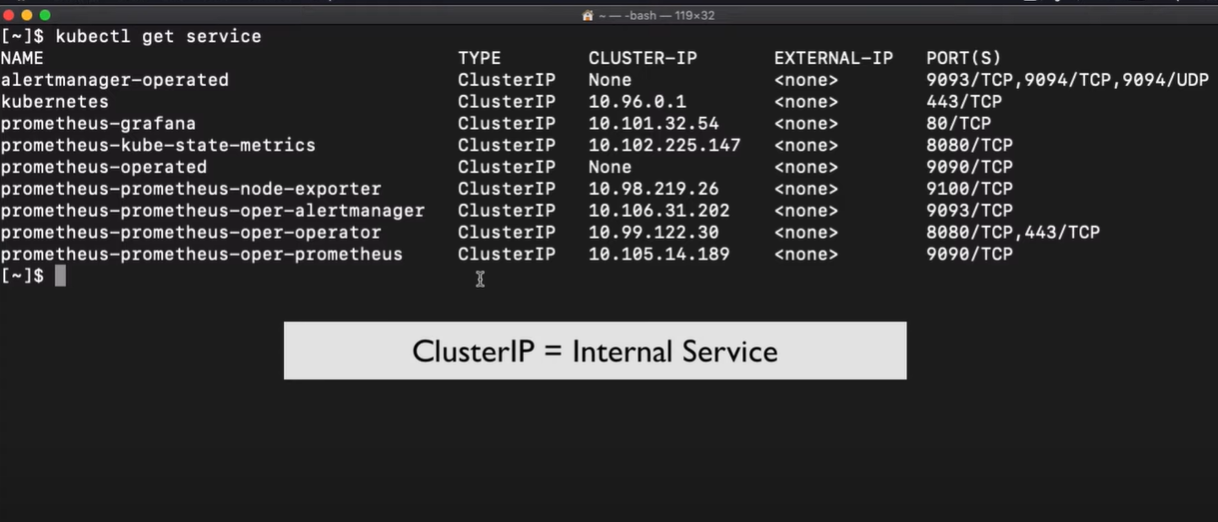 ~ — -bash — 119×32
[~]$ kubectl get service
NAME TYPE CLUSTER-IP EXTERNAL-IP PORT(S)
alertmanager-operated ClusterIP None <none> 9093/TCP,9094/TCP,9094/UDP
kubernetes ClusterIP 10.96.0.1 <none> 443/TCP
prometheus-grafana ClusterIP 10.101.32.54 <none> 80/TCP
prometheus-kube-state-metrics ClusterIP 10.102.225.147 <none> 8080/TCP
prometheus-operated ClusterIP None <none> 9090/TCP
prometheus-prometheus-node-exporter ClusterIP 10.98.219.26 <none> 9100/TCP
prometheus-prometheus-oper-alertmanager ClusterIP 10.106.31.202 <none> 9093/TCP
prometheus-prometheus-oper-operator ClusterIP 10.99.122.30 <none> 8080/TCP,443/TCP
prometheus-prometheus-oper-prometheus ClusterIP 10.105.14.189 <none> 9090/TCP
[~]$
ClusterIP = Internal Service